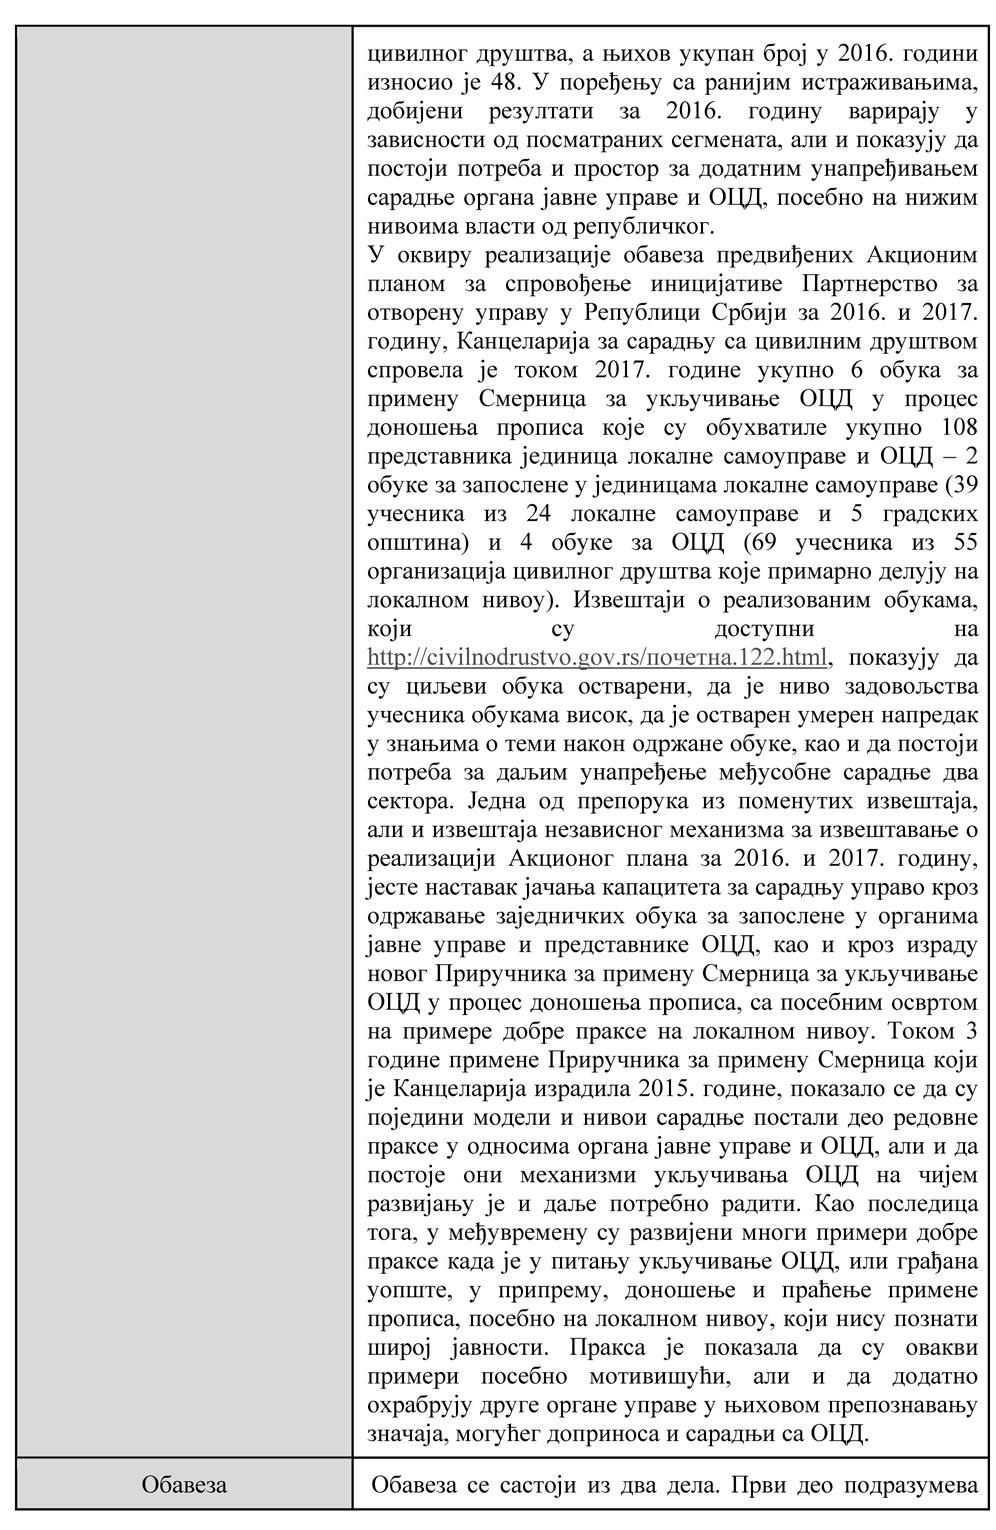 цивилног друштва, а њихов укупан број у 2016. години
износио је 48. У поређењу са ранијим истраживањима,
добијени резултати за 2016. годину варирају у
зависности од посматраних сегмената, али и показују да
постоји потреба и простор за додатним унапређивањем
сарадње органа јавне управе и ОЦД, посебно на нижим
нивоима власти од републичког.
У оквиру реализације обавеза предвиђених Акционим
планом за спровођење иницијативе Партнерство за
отворену управу у Републици Србији за 2016. и 2017.
годину, Канцеларија за сарадњу са цивилним друштвом
спровела је током 2017. године укупно 6 обука за
примену Смерница за укључивање ОЦД у процес
доношења прописа које су обухватиле укупно 108
представника јединица локалне самоуправе и ОЦД – 2
обуке за запослене у јединицама локалне самоуправе (39
учесника из 24 локалне самоуправе и 5 градских
општина) и 4 обуке за ОЦД (69 учесника из 55
организација цивилног друштва које примарно делују на
локалном нивоу). Извештаји о реализованим обукама,
који су доступни на
http://civilnodrustvo.gov.rs/почетна.122.html, показују да
су циљеви обука остварени, да је ниво задовољства
учесника обукама висок, да је остварен умерен напредак
у знањима о теми након одржане обуке, као и да постоји
потреба за даљим унапређење међусобне сарадње два
сектора. Једна од препорука из поменутих извештаја,
али и извештаја независног механизма за извештавање о
реализацији Акционог плана за 2016. и 2017. годину,
јесте наставак јачања капацитета за сарадњу управо кроз
одржавање заједничких обука за запослене у органима
јавне управе и представнике ОЦД, као и кроз израду
новог Приручника за примену Смерница за укључивање
ОЦД у процес доношења прописа, са посебним освртом
на примере добре праксе на локалном нивоу. Током 3
године примене Приручника за примену Смерница који
је Канцеларија израдила 2015. године, показало се да су
поједини модели и нивои сарадње постали део редовне
праксе у односима органа јавне управе и ОЦД, али и да
постоје они механизми укључивања ОЦД на чијем
развијању је и даље потребно радити. Као последица
тога, у међувремену су развијени многи примери добре
праксе када је у питању укључивање ОЦД, или грађана
уопште, у припрему, доношење и праћење примене
прописа, посебно на локалном нивоу, који нису познати
широј јавности. Пракса је показала да су овакви
примери посебно мотивишући, али и да додатно
охрабрују друге органе управе у њиховом препознавању
значаја, могућег доприноса и сарадњи са ОЦД.
Обавеза
Обавеза се састоји из два дела. Први део подразумева